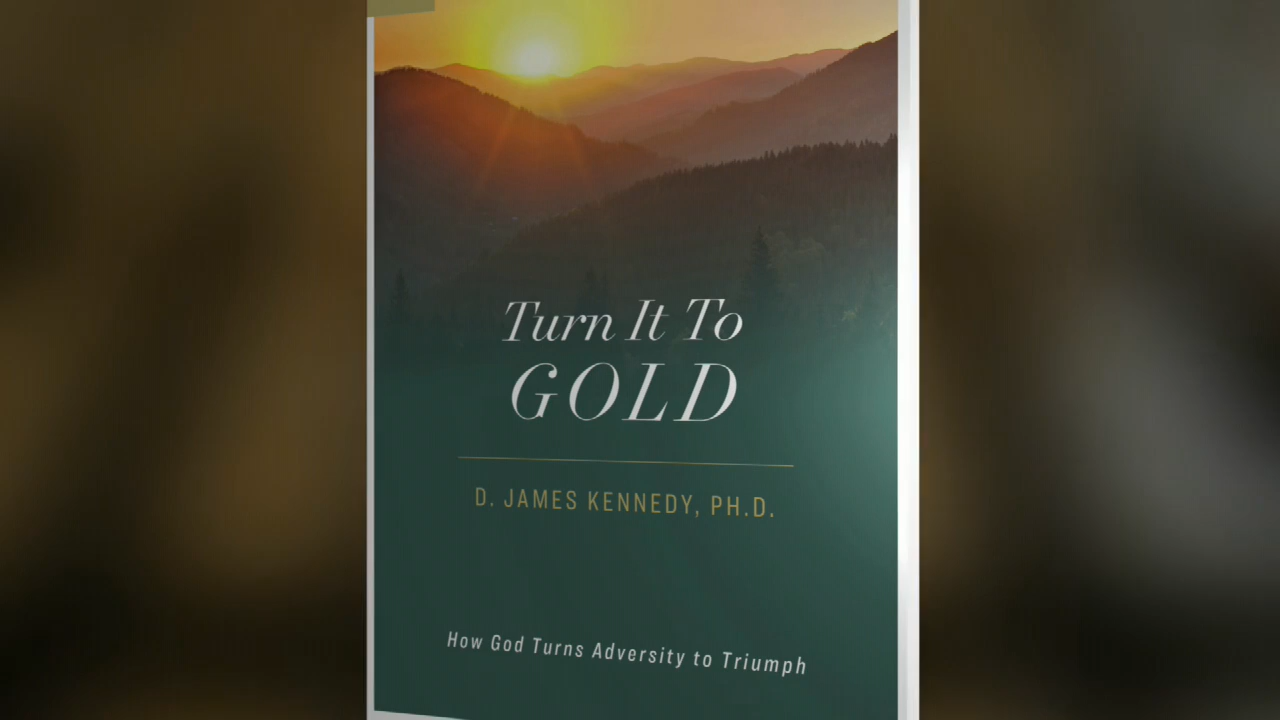 Turn It To
GOLD
D. JAMES KENNEDY, PH.D.
How God Turns Adversity to Triumph